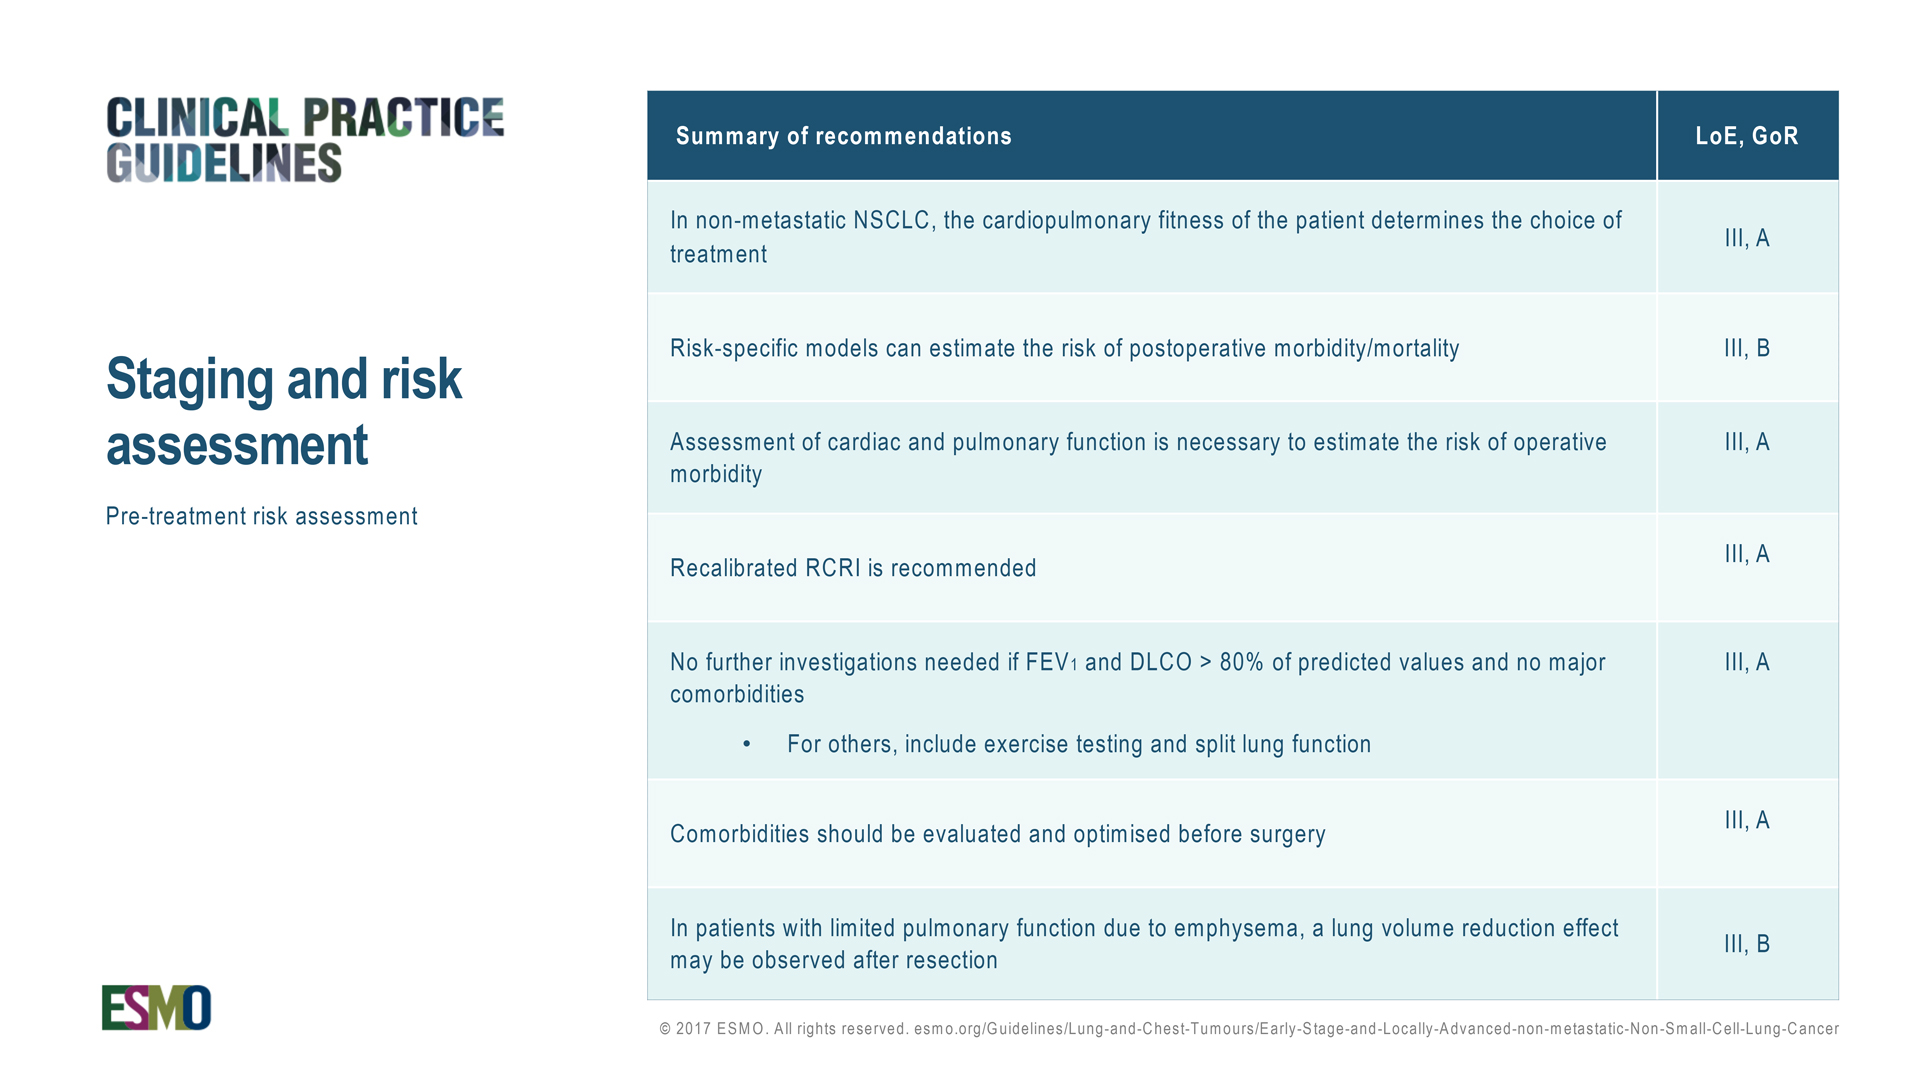 CLINICAL PRACTICE
GUIDELINES
Staging and risk
assessment
Pre-treatment risk assessment
ESMO
Summary of recommendations
LoE, GoR
In non-metastatic NSCLC, the cardiopulmonary fitness of the patient determines the choice of
treatment
III, A
Risk-specific models can estimate the risk of postoperative morbidity/mortality
III, B
Assessment of cardiac and pulmonary function is necessary to estimate the risk of operative
morbidity
III, A
Recalibrated RCRI is recommended
III, A
No further investigations needed if FEV1 and DLCO > 80% of predicted values and no major
comorbidities
• For others, include exercise testing and split lung function
III, A
Comorbidities should be evaluated and optimised before surgery
III, A
In patients with limited pulmonary function due to emphysema, a lung volume reduction effect
may be observed after resection
III, B
© 2017 ESMO. All rights reserved. esmo.org/Guidelines/Lung-and-Chest-Tumours/Early-Stage-and-Locally-Advanced-non-metastatic-Non-Small-Cell-Lung-Cancer